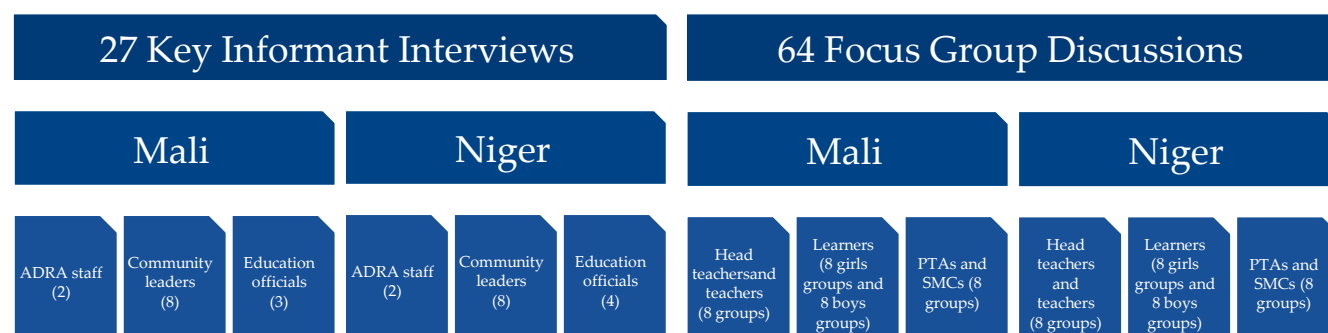 27 Key Informant Interviews
64 Focus Group Discussions
Mali
Niger
Mali
Niger
ADRA staff
(2)
Community
leaders
(8)
Education
officials
(3)
ADRA staff
(2)
Community
leaders
(8)
Education
officials
(4)
Head
teachersand
teachers
(8 groups)
Learners
(8 girls
groups and
8 boys
groups)
PTAs and
SMCs (8
groups)
Head
teachers
and
teachers
(8 groups)
Learners
(8 girls
groups and
8 boys
groups)
PTAs and
SMCs (8
groups)